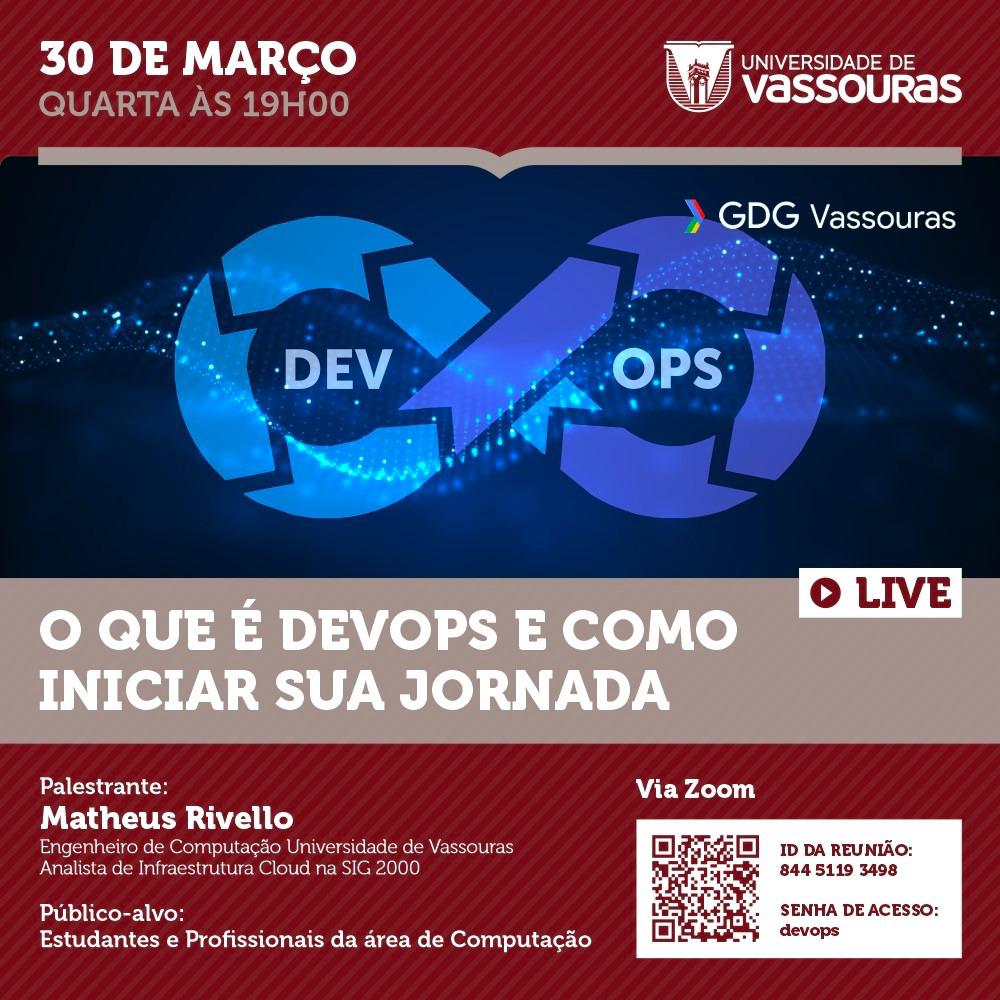 30 DE MARÇO
QUARTA ÀS 19H00
UNIVERSIDADE DE
VASSOURAS
GDG Vassouras
DEV
OPS
LIVE
O QUE É DEVOPS E COMO
INICIAR SUA JORNADA
Palestrante:
Matheus Rivello
Engenheiro de Computação Universidade de Vassouras
Analista de Infraestrutura Cloud na SIG 2000
Público-alvo:
Estudantes e Profissionais da área de Computação
Via Zoom
ID DA REUNIÃO:
844 5119 3498
SENHA DE ACESSO:
devops